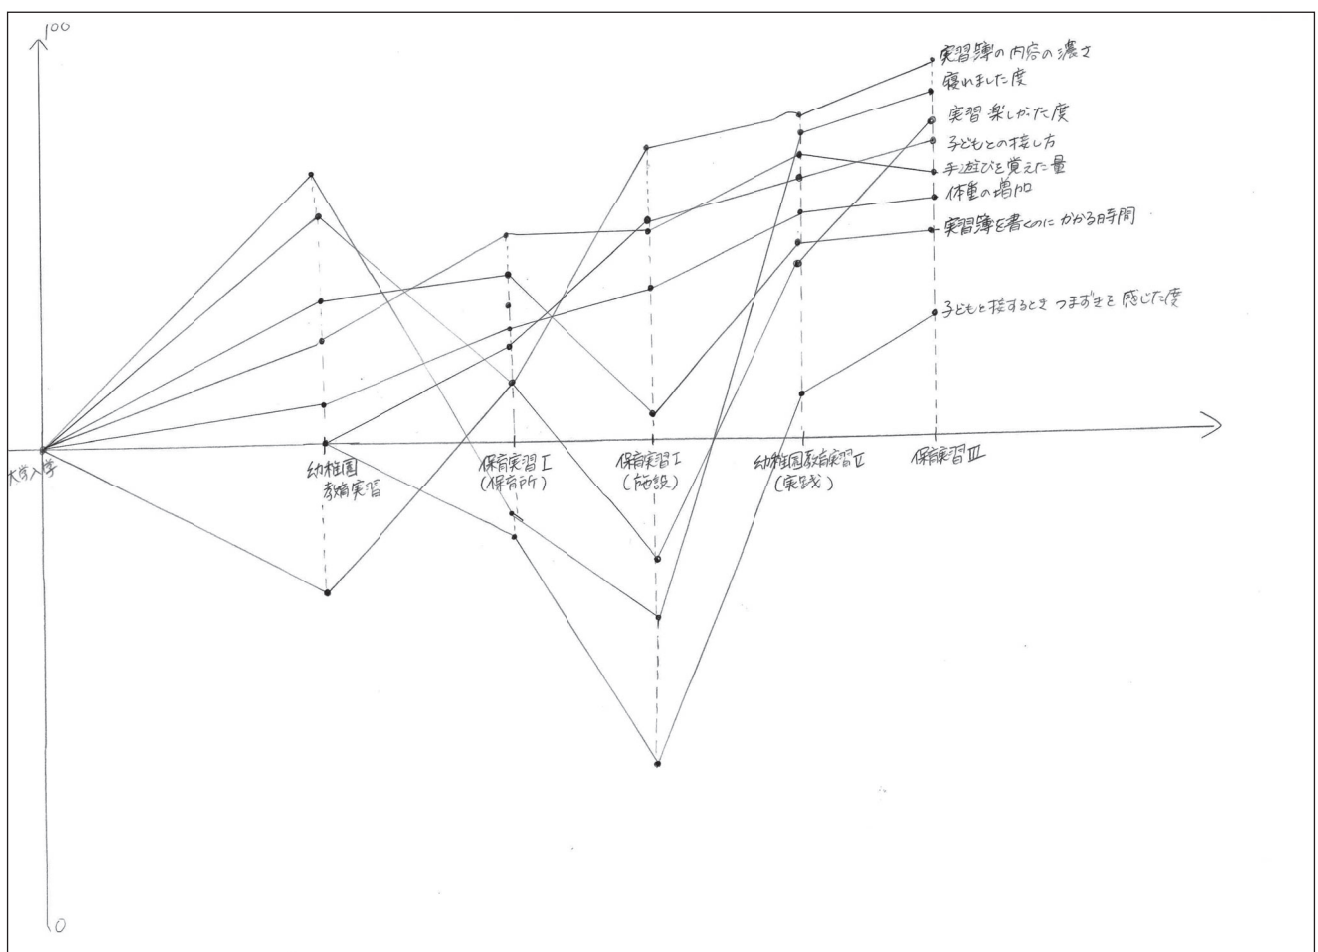 100
実習簿の内容の濃さ
寝れました度
実習楽しかった度
子どもとの接し方
手遊びを覚えた量
体重の増加
実習簿を書くのにかかる時間
子どもと接するときつまずきを感じた度
大学入学
幼稚園
教育実習
保育実習Ⅰ
(保育所)
保育実習Ⅰ
(施設)
幼稚園教育実習Ⅱ
(実践)
保育実習Ⅲ
0